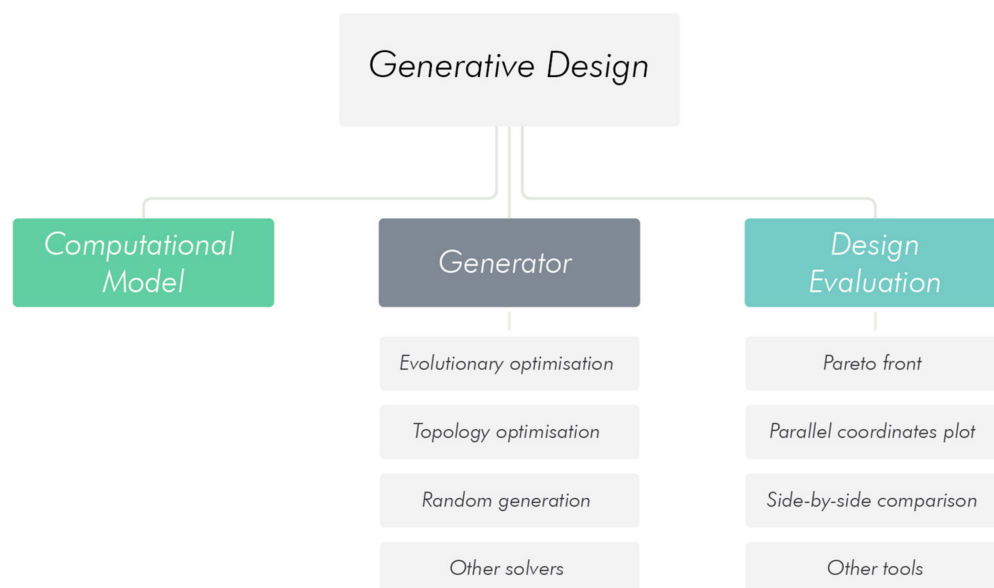 Generative Design
Computational
Model
Generator
Design
Evaluation
Evolutionary optimisation
Topology optimisation
Random generation
Other solvers
Pareto front
Parallel coordinates plot
Side-by-side comparison
Other tools